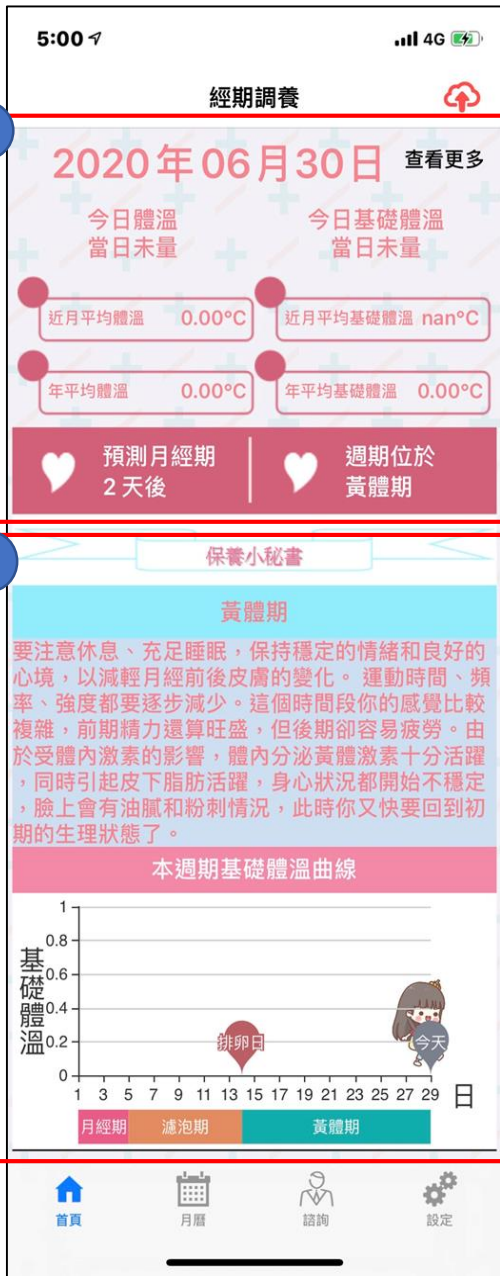 5:00
4G
經期調養
2020年06月30日
查看更多
今日體溫
當日未量
今日基礎體溫
當日未量
近月平均體溫 0.00°C
近月平均基礎體溫 nan°C
年平均體溫 0.00°C
年平均基礎體溫 0.00°C
預測月經期
2 天後
週期位於
黃體期
保養小秘書
黃體期
要注意休息、充足睡眠，保持穩定的情緒和良好的
心境，以減輕月經前後皮膚的變化。 運動時間、頻
率、強度都要逐步減少。這個時間段你的感覺比較
複雜，前期精力還算旺盛，但後期卻容易疲勞。由
於受體內激素的影響，體內分泌黃體激素十分活躍
，同時引起皮下脂肪活躍，身心狀況都開始不穩定
，臉上會有油膩和粉刺情況，此時你又快要回到初
期的生理狀態了。
本週期基礎體溫曲線
基礎體溫
1
0.8
0.6
0.4
0.2
0
排卵日
今天
1 3 5 7 9 11 13 15 17 19 21 23 25 27 29
日
月經期 濾泡期 黃體期
首頁 月曆 諮詢 設定